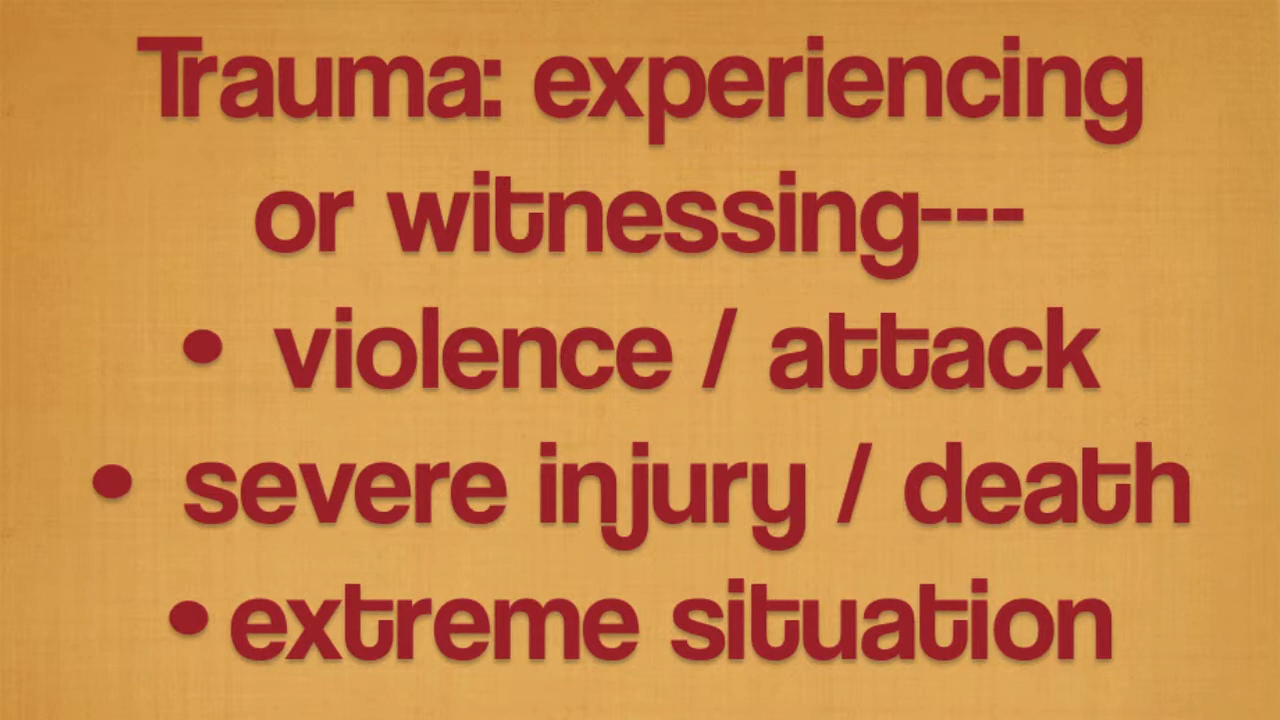 Trauma: experiencing
or witnessing---
• violence / attack
• severe injury / death
• extreme situation